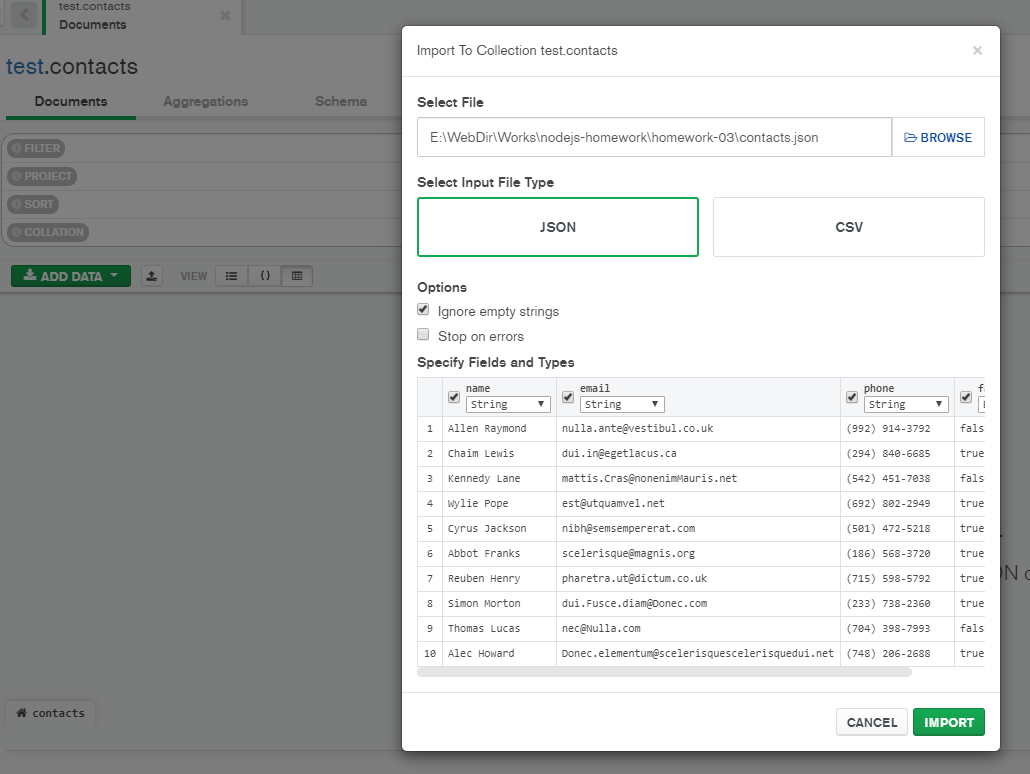 test.contacts
Documents
test.contacts
Documents
Aggregations
Schema
FILTER
PROJECT
SORT
COLLATION
ADD DATA
VIEW
{}
contacts
Import To Collection test.contacts
Select File
E:\WebDir\Works\nodejs-homework\homework-03\contacts.json
BROWSE
Select Input File Type
JSON
CSV
Options
Ignore empty strings
Stop on errors
Specify Fields and Types
name email phone
String String String
1 Allen Raymond nulla.ante@vestibul.co.uk (992) 914-3792 fals
2 Chaim Lewis dui.in@egetlacus.ca (294) 840-6685 true
3 Kennedy Lane mattis.Cras@nonenimMauris.net (542) 451-7038 fals
4 Wylie Pope est@utquamvel.net (692) 802-2949 true
5 Cyrus Jackson nibh@semsempererat.com (501) 472-5218 true
6 Abbot Franks scelerisque@magnis.org (186) 568-3720 true
7 Reuben Henry pharetra.ut@dictum.co.uk (715) 598-5792 true
8 Simon Morton dui.Fusce.diam@Donec.com (233) 738-2360 true
9 Thomas Lucas nec@Nulla.com (704) 398-7993 fals
10 Alec Howard Donec.elementum@scelerisquescelerisquedui.net (748) 206-2688 true
CANCEL
IMPORT